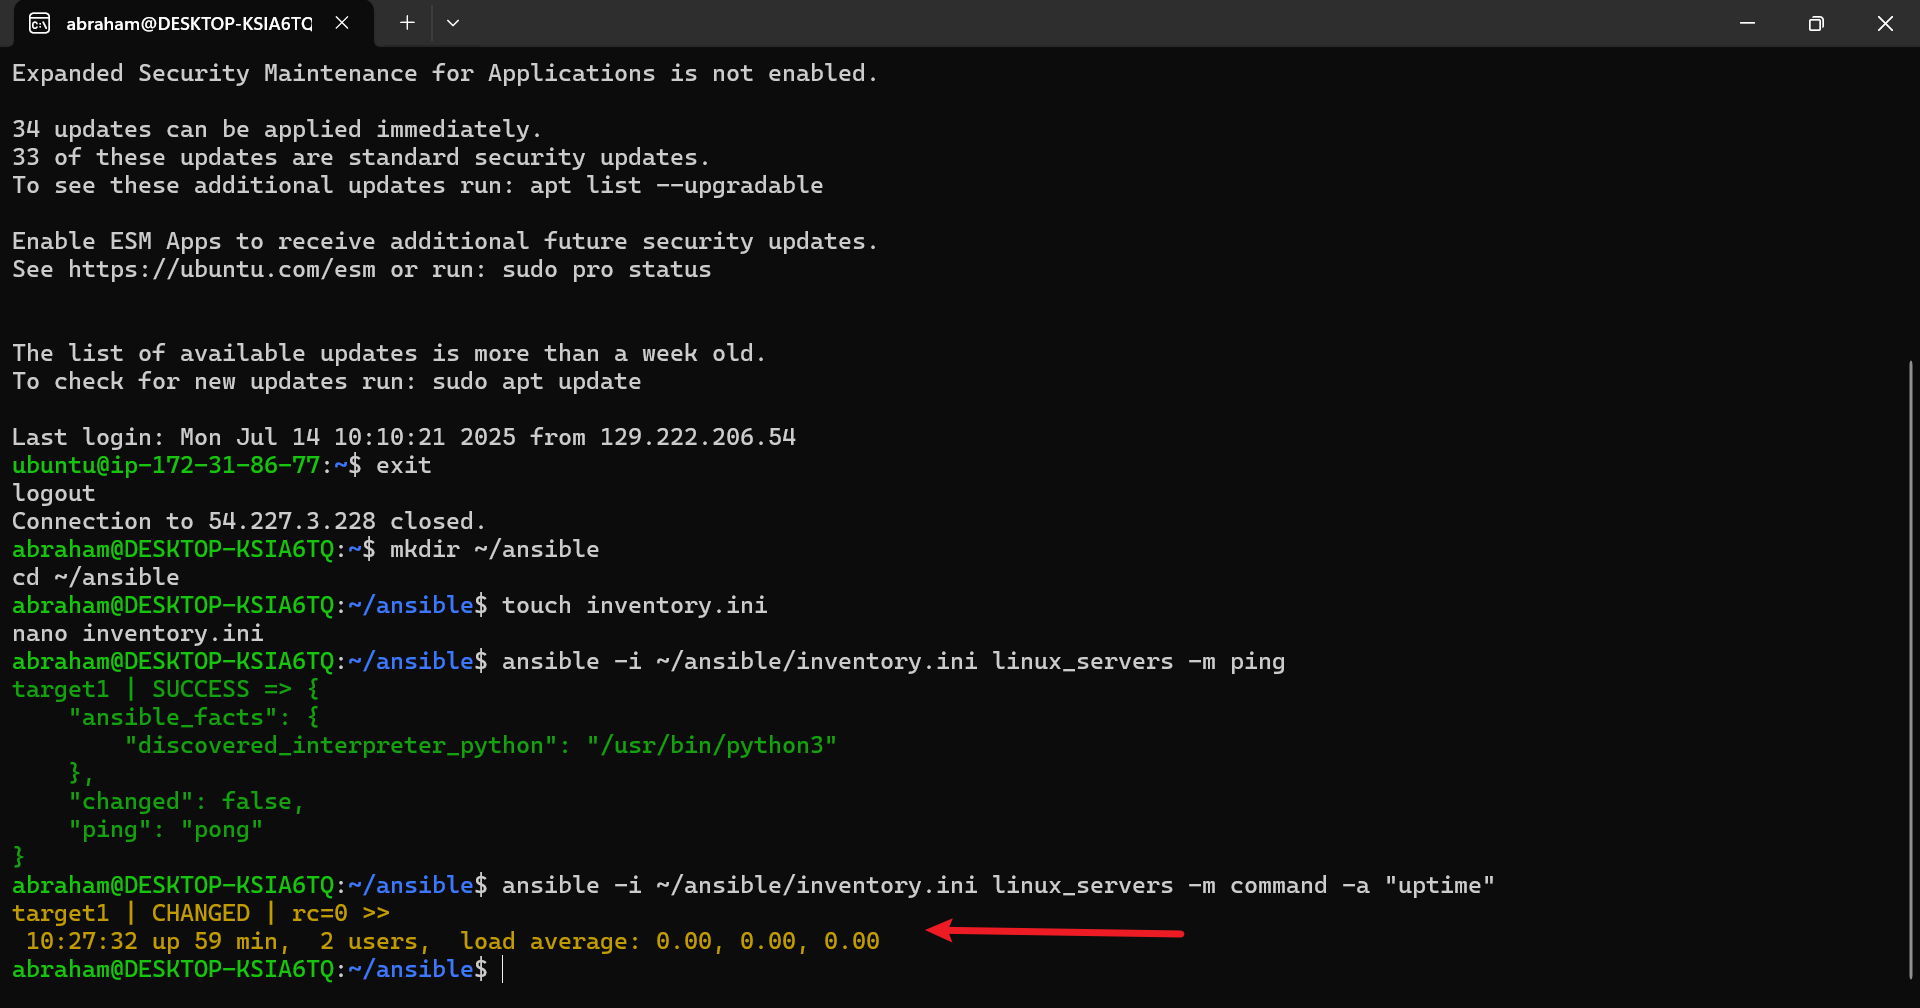 abraham@DESKTOP-KSIA6TQ
Expanded Security Maintenance for Applications is not enabled.
34 updates can be applied immediately.
33 of these updates are standard security updates.
To see these additional updates run: apt list --upgradable
Enable ESM Apps to receive additional future security updates.
See https://ubuntu.com/esm or run: sudo pro status
The list of available updates is more than a week old.
To check for new updates run: sudo apt update
Last login: Mon Jul 14 10:10:21 2025 from 129.222.206.54
ubuntu@ip-172-31-86-77:~$ exit
logout
Connection to 54.227.3.228 closed.
abraham@DESKTOP-KSIA6TQ:~$ mkdir ~/ansible
cd ~/ansible
abraham@DESKTOP-KSIA6TQ:~/ansible$ touch inventory.ini
nano inventory.ini
abraham@DESKTOP-KSIA6TQ:~/ansible$ ansible -i ~/ansible/inventory.ini linux_servers -m ping
target1 | SUCCESS => {
    "ansible_facts": {
        "discovered_interpreter_python": "/usr/bin/python3"
    },
    "changed": false,
    "ping": "pong"
}
abraham@DESKTOP-KSIA6TQ:~/ansible$ ansible -i ~/ansible/inventory.ini linux_servers -m command -a "uptime"
target1 | CHANGED | rc=0 >>
 10:27:32 up 59 min,  2 users,  load average: 0.00, 0.00, 0.00
abraham@DESKTOP-KSIA6TQ:~/ansible$